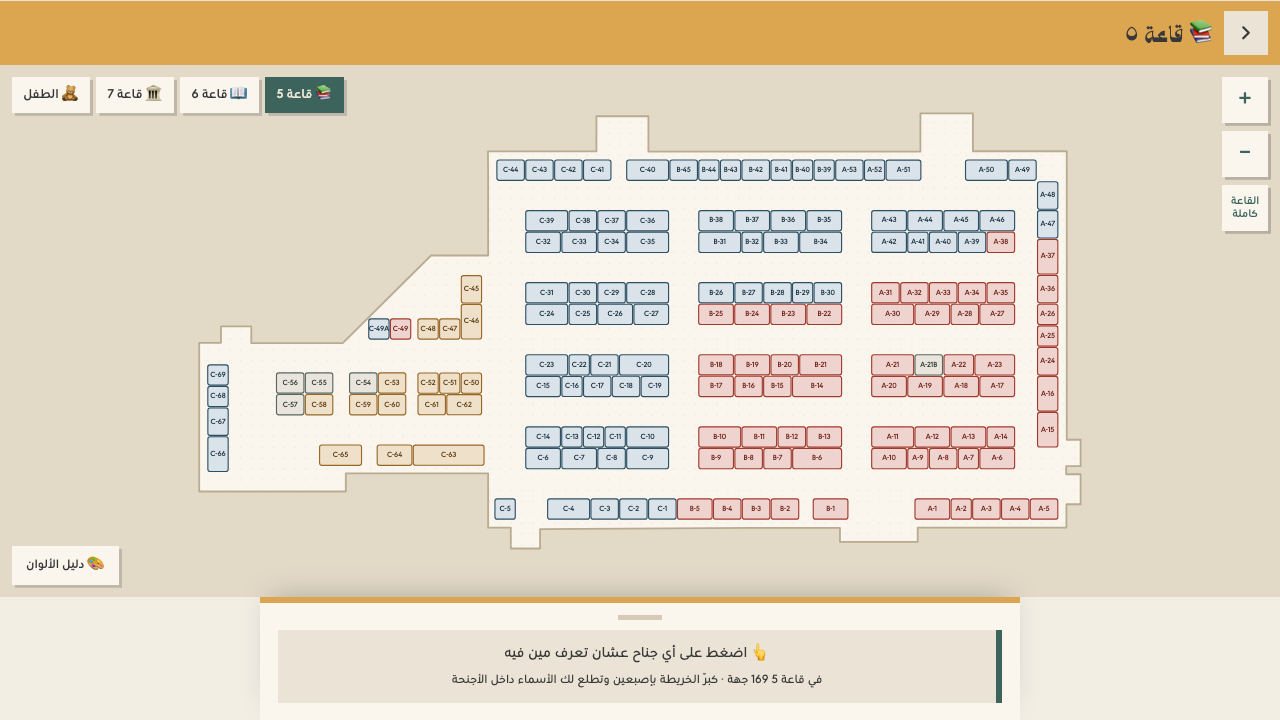 📚 قاعة ٥
📚 قاعة 5
📖 قاعة 6
🏛 قاعة 7
🧸 الطفل
+
−
القاعة
كاملة
C-44 C-43 C-42 C-41 C-40 B-45 B-44 B-43 B-42 B-41 B-40 B-39 A-53 A-52 A-51 A-50 A-49
A-48
C-39 C-38 C-37 C-36 B-38 B-37 B-36 B-35 A-43 A-44 A-45 A-46
A-47
C-32 C-33 C-34 C-35 B-31 B-32 B-33 B-34 A-42 A-41 A-40 A-39 A-38
A-37
C-45 C-31 C-30 C-29 C-28 B-26 B-27 B-28 B-29 B-30 A-31 A-32 A-33 A-34 A-35 A-36
C-46 C-24 C-25 C-26 C-27 B-25 B-24 B-23 B-22 A-30 A-29 A-28 A-27 A-26
C-49A C-49 C-48 C-47
A-25
C-23 C-22 C-21 C-20 B-18 B-19 B-20 B-21 A-21 A-21B A-22 A-23 A-24
C-69
C-56 C-55 C-54 C-53 C-52 C-51 C-50 C-15 C-16 C-17 C-18 C-19 B-17 B-16 B-15 B-14 A-20 A-19 A-18 A-17 A-16
C-68
C-57 C-58 C-59 C-60 C-61 C-62
C-67
A-15
C-14 C-13 C-12 C-11 C-10 B-10 B-11 B-12 B-13 A-11 A-12 A-13 A-14
C-66 C-65 C-64 C-63 C-6 C-7 C-8 C-9 B-9 B-8 B-7 B-6 A-10 A-9 A-8 A-7 A-6
C-5 C-4 C-3 C-2 C-1 B-5 B-4 B-3 B-2 B-1 A-1 A-2 A-3 A-4 A-5
🎨 دليل الألوان
👆 اضغط على أي جناح عشان تعرف مين فيه
في قاعة 5 169 جهة · كبّر الخريطة بإصبعين وتطلع لك الأسماء داخل الأجنحة